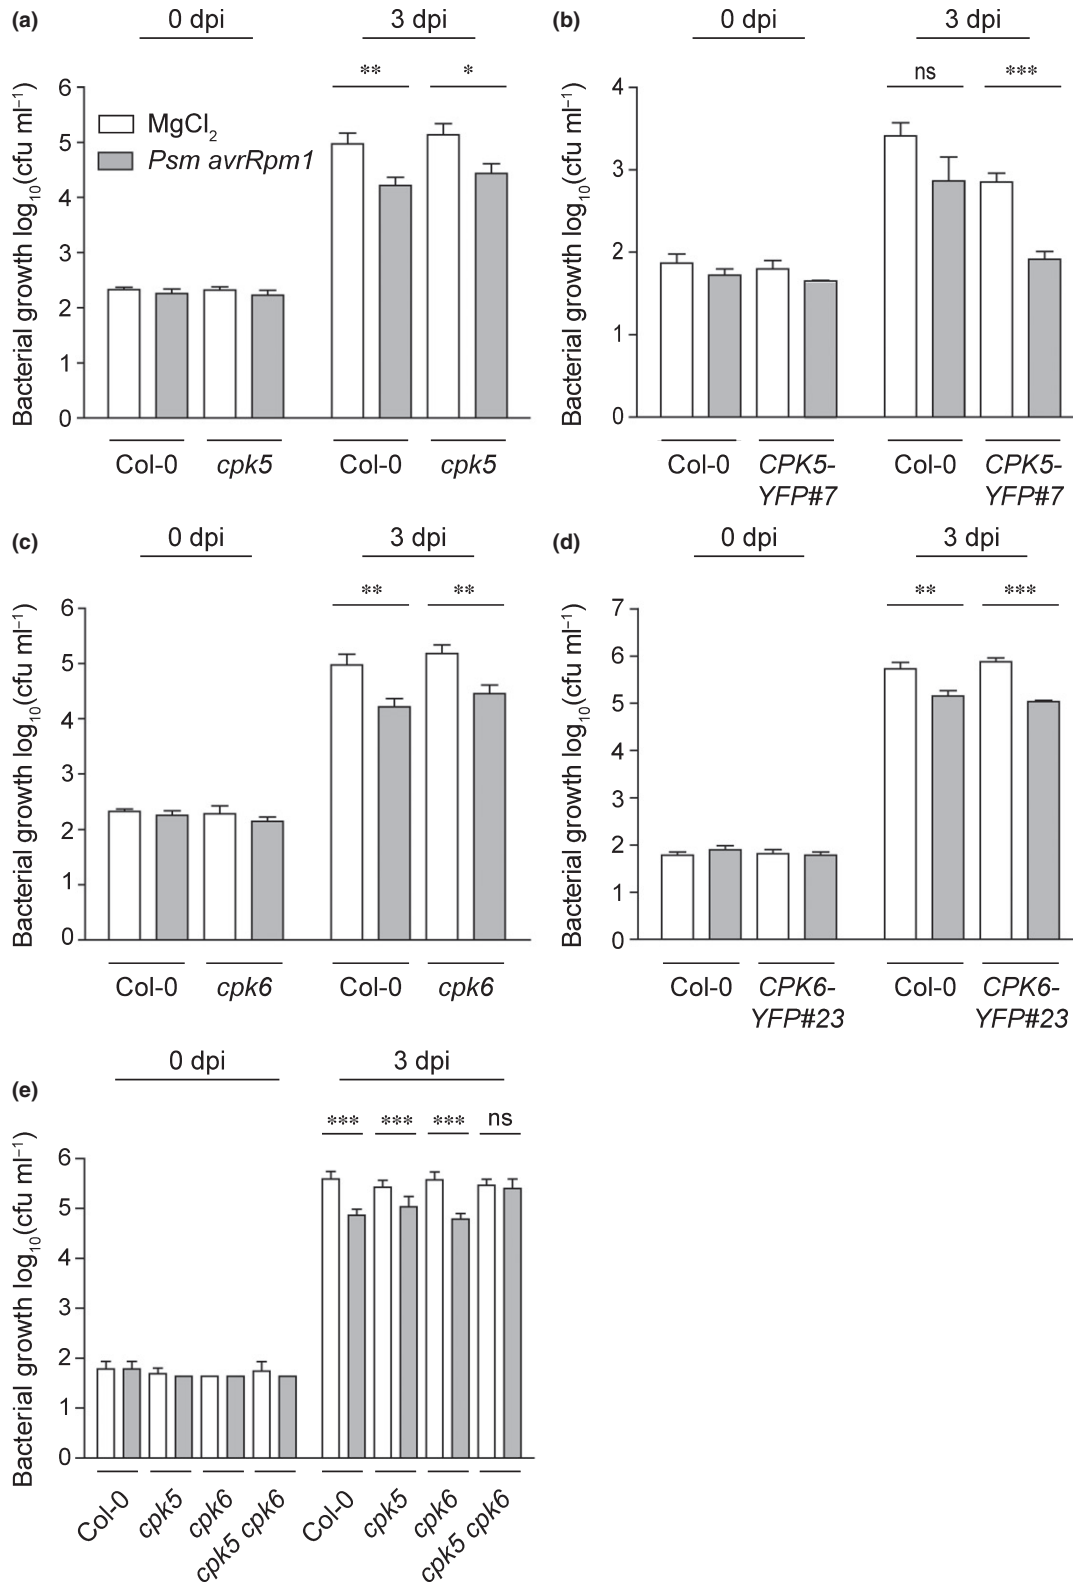 (a)
0 dpi
3 dpi
** *
Bacterial growth log₁₀(cfu ml⁻¹)
6
5
4
3
2
1
0
MgCl₂
Psm avrRpm1
Col-0 cpk5 Col-0 cpk5
(b)
0 dpi
3 dpi
ns ***
Bacterial growth log₁₀(cfu ml⁻¹)
4
3
2
1
0
Col-0 CPK5- Col-0 CPK5-
YFP#7 YFP#7
(c)
0 dpi
3 dpi
** **
Bacterial growth log₁₀(cfu ml⁻¹)
6
5
4
3
2
1
0
Col-0 cpk6 Col-0 cpk6
(d)
0 dpi
3 dpi
** ***
Bacterial growth log₁₀(cfu ml⁻¹)
7
6
5
4
3
2
1
0
Col-0 CPK6- Col-0 CPK6-
YFP#23 YFP#23
(e)
0 dpi
3 dpi
*** *** *** ns
Bacterial growth log₁₀(cfu ml⁻¹)
6
5
4
3
2
1
0
Col-0 cpk5 cpk6 cpk5 cpk6 Col-0 cpk5 cpk6 cpk5 cpk6